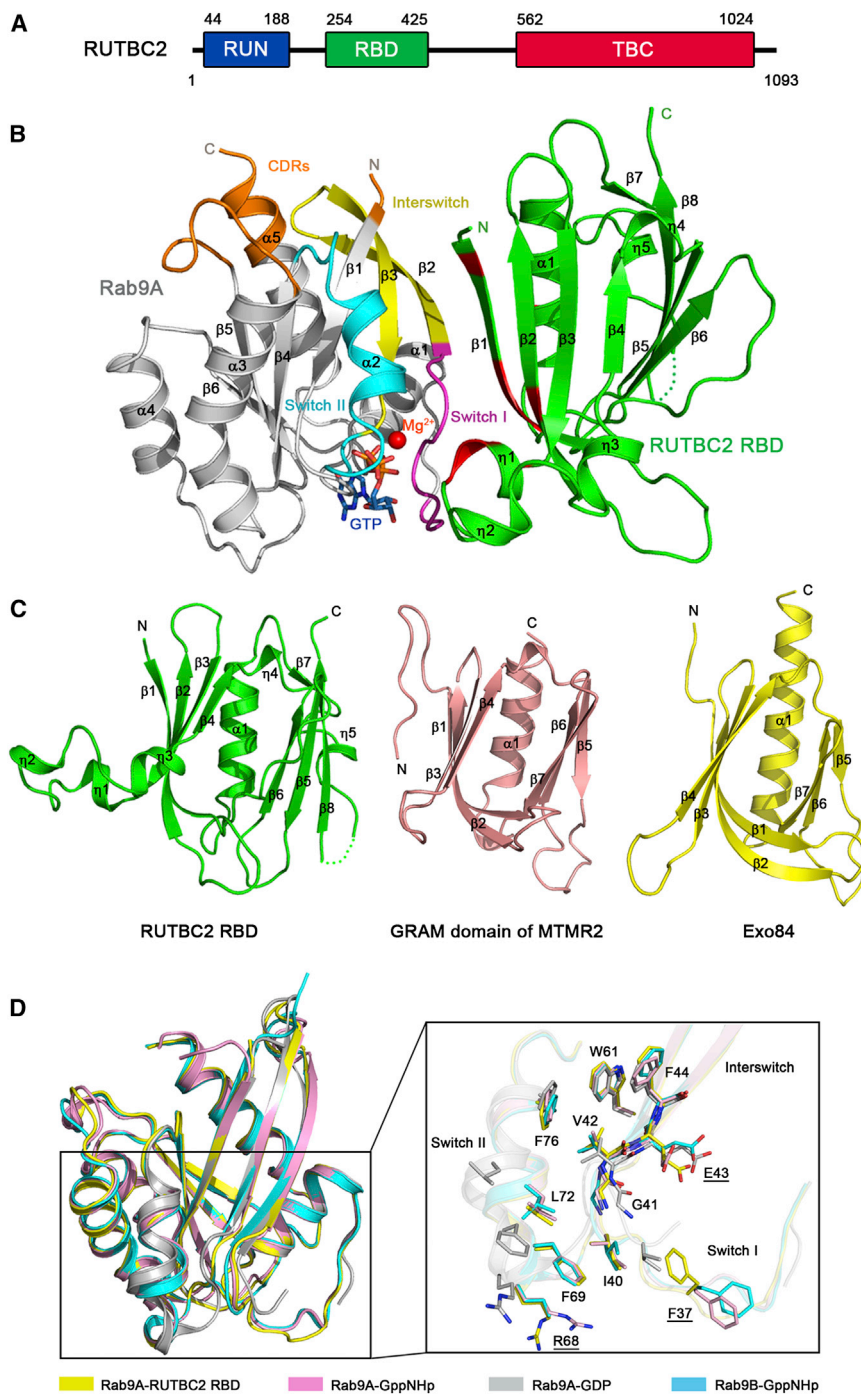 A
44 188 254 425 562 1024
RUTBC2 RUN RBD TBC
1 1093
B
C CDRs N Interswitch C
α5 β1 β3 β2 N α1 β7 β8 η4 η5
Rab9A
β5 β4 α3 β6 α4 α2 α1 β1 β2 β3 β4 β5 β6
Switch II Mg2+ Switch I
η1 η3 RUTBC2 RBD
GTP η2
C
N C N C N C
β1 β2 β3 β4 α1 η4 β7 η5 η2 η1 η3 β6 β5 β8
β1 β4 α1 β6 β5 β3 β7 β2
α1 β5 β4 β3 β7 β6 β1 β2
RUTBC2 RBD GRAM domain of MTMR2 Exo84
D
W61 F44 Interswitch
Switch II F76 V42 E43
L72 G41
Switch I
F69 I40 F37
R68
Rab9A-RUTBC2 RBD Rab9A-GppNHp Rab9A-GDP Rab9B-GppNHp